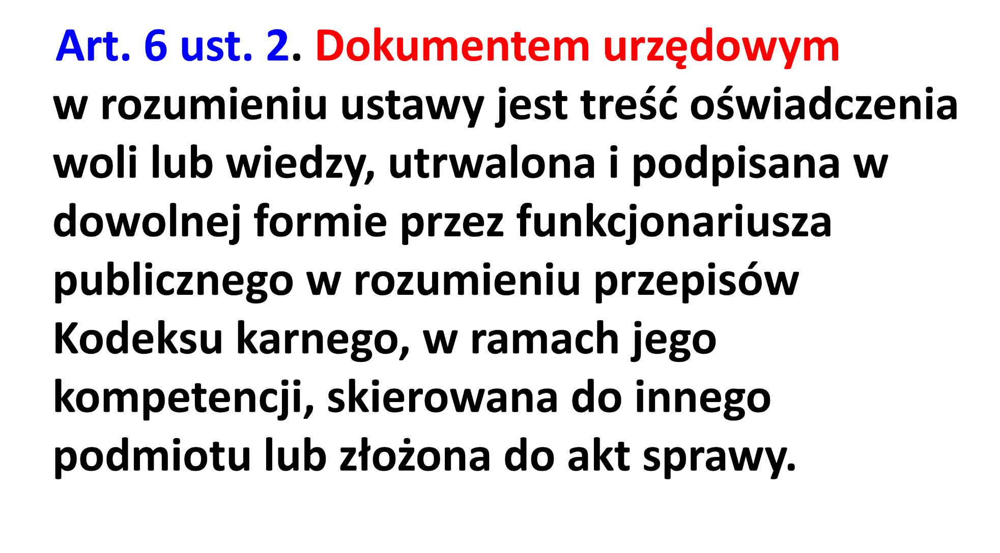 Art. 6 ust. 2. Dokumentem urzędowym
w rozumieniu ustawy jest treść oświadczenia
woli lub wiedzy, utrwalona i podpisana w
dowolnej formie przez funkcjonariusza
publicznego w rozumieniu przepisów
Kodeksu karnego, w ramach jego
kompetencji, skierowana do innego
podmiotu lub złożona do akt sprawy.